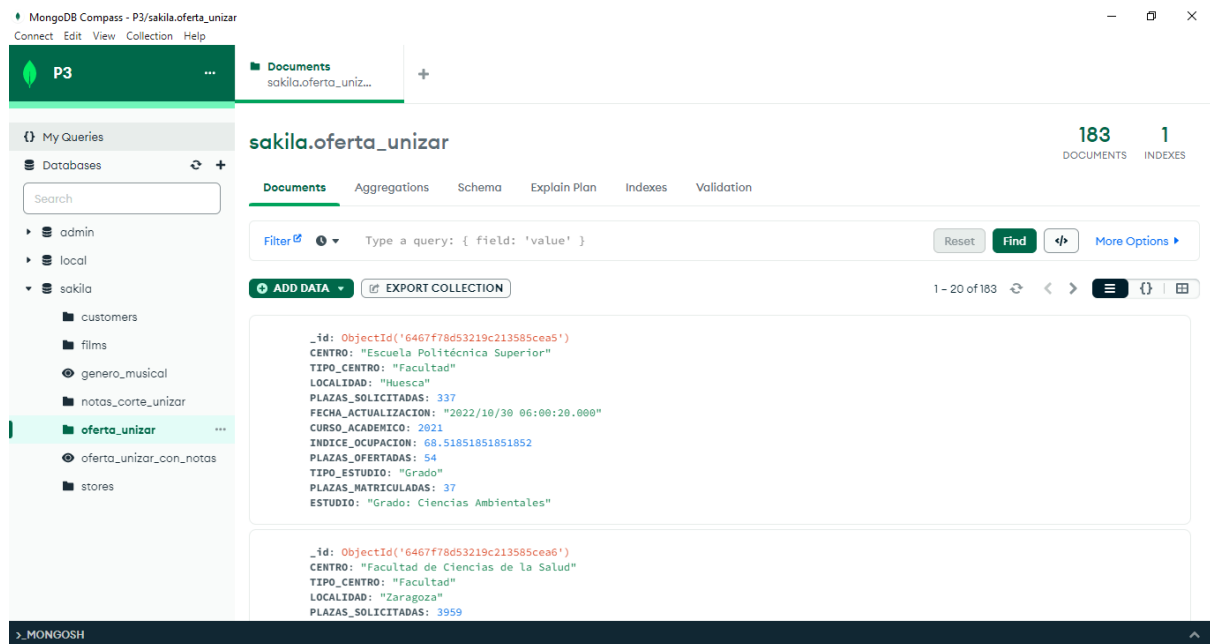 MongoDB Compass - P3/sakila.oferta_unizar
Connect Edit View Collection Help
P3 ...
Documents
sakila.oferta_uniz...
+
{} My Queries
Databases
Search
admin
local
sakila
customers
films
genero_musical
notas_corte_unizar
oferta_unizar ...
oferta_unizar_con_notas
stores
sakila.oferta_unizar
183
DOCUMENTS
1
INDEXES
Documents Aggregations Schema Explain Plan Indexes Validation
Filter Type a query: { field: 'value' } Reset Find </> More Options
ADD DATA EXPORT COLLECTION 1 – 20 of 183 {}
_id: ObjectId('6467f78d53219c213585cea5')
CENTRO: "Escuela Politécnica Superior"
TIPO_CENTRO: "Facultad"
LOCALIDAD: "Huesca"
PLAZAS_SOLICITADAS: 337
FECHA_ACTUALIZACION: "2022/10/30 06:00:20.000"
CURSO_ACADEMICO: 2021
INDICE_OCUPACION: 68.51851851851852
PLAZAS_OFERTADAS: 54
TIPO_ESTUDIO: "Grado"
PLAZAS_MATRICULADAS: 37
ESTUDIO: "Grado: Ciencias Ambientales"
_id: ObjectId('6467f78d53219c213585cea6')
CENTRO: "Facultad de Ciencias de la Salud"
TIPO_CENTRO: "Facultad"
LOCALIDAD: "Zaragoza"
PLAZAS_SOLICITADAS: 3959
>_MONGOSH